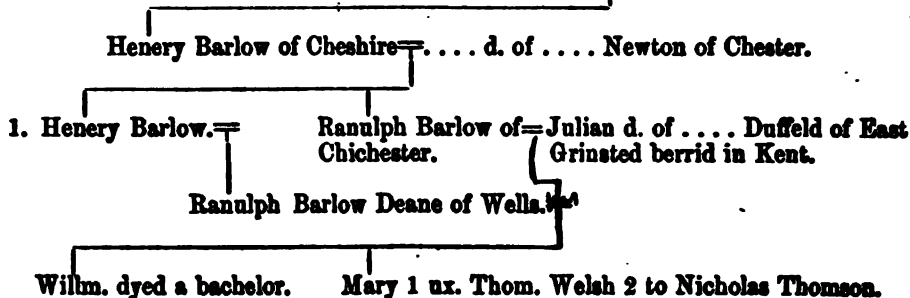 Henery Barlow of Cheshire=.... d. of .... Newton of Chester.
1. Henery Barlow.= Ranulph Barlow of=Julian d. of .... Duffeld of East
Chichester. Grinsted berrid in Kent.
Ranulph Barlow Deane of Wells.
Willm. dyed a bachelor. Mary 1 ux. Thom. Welsh 2 to Nicholas Thomson.